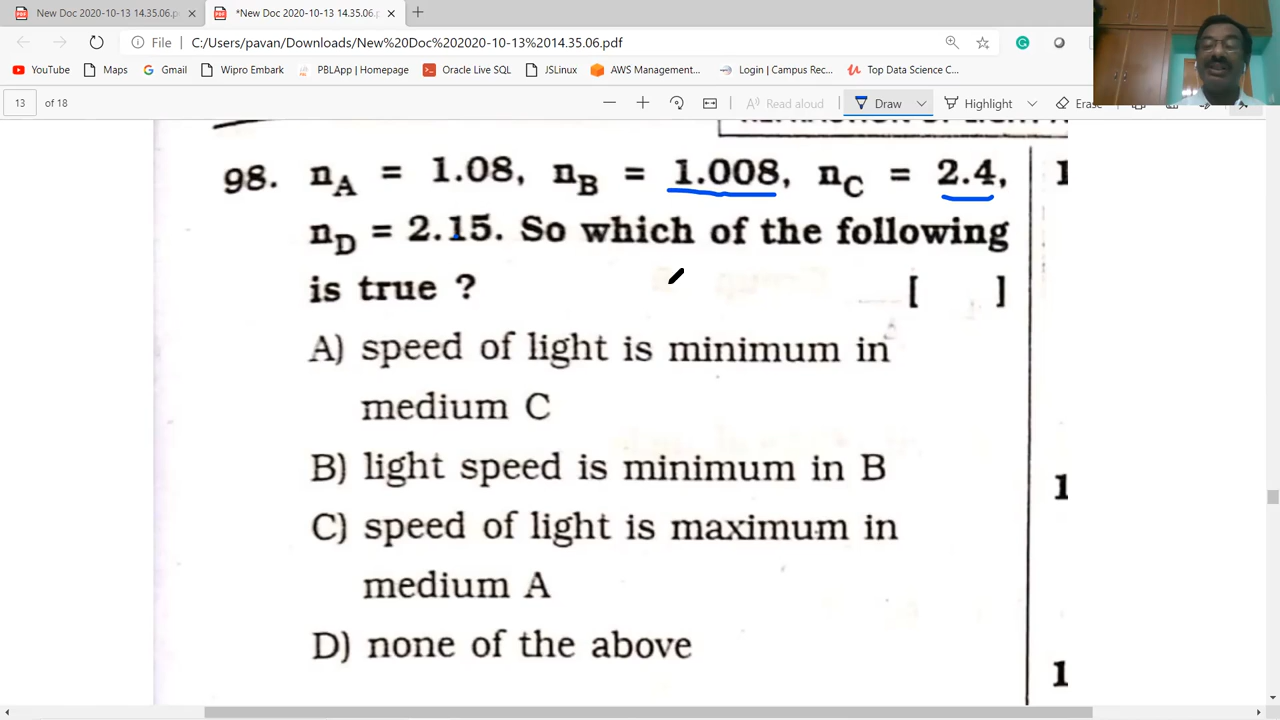 New Doc 2020-10-13 14.35.06.p
*New Doc 2020-10-13 14.35.06.p
File C:/Users/pavan/Downloads/New%20Doc%202020-10-13%2014.35.06.pdf
YouTube Maps Gmail Wipro Embark PBLApp | Homepage Oracle Live SQL JSLinux AWS Management... Login | Campus Rec... Top Data Science C...
13 of 18 Read aloud Draw Highlight Erase
98. nA = 1.08, nB = 1.008, nC = 2.4,
nD = 2.15. So which of the following
is true ? [ ]
A) speed of light is minimum in
medium C
B) light speed is minimum in B
C) speed of light is maximum in
medium A
D) none of the above
1
1